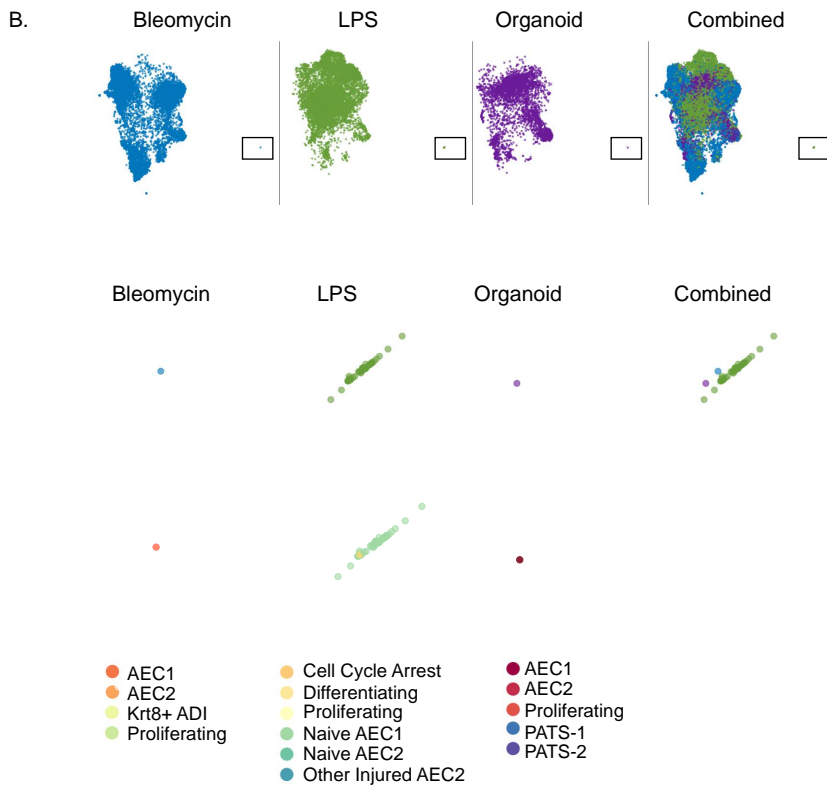 B.
Bleomycin LPS Organoid Combined
Bleomycin LPS Organoid Combined
AEC1
AEC2
Krt8+ ADI
Proliferating
Cell Cycle Arrest
Differentiating
Proliferating
Naive AEC1
Naive AEC2
Other Injured AEC2
AEC1
AEC2
Proliferating
PATS-1
PATS-2